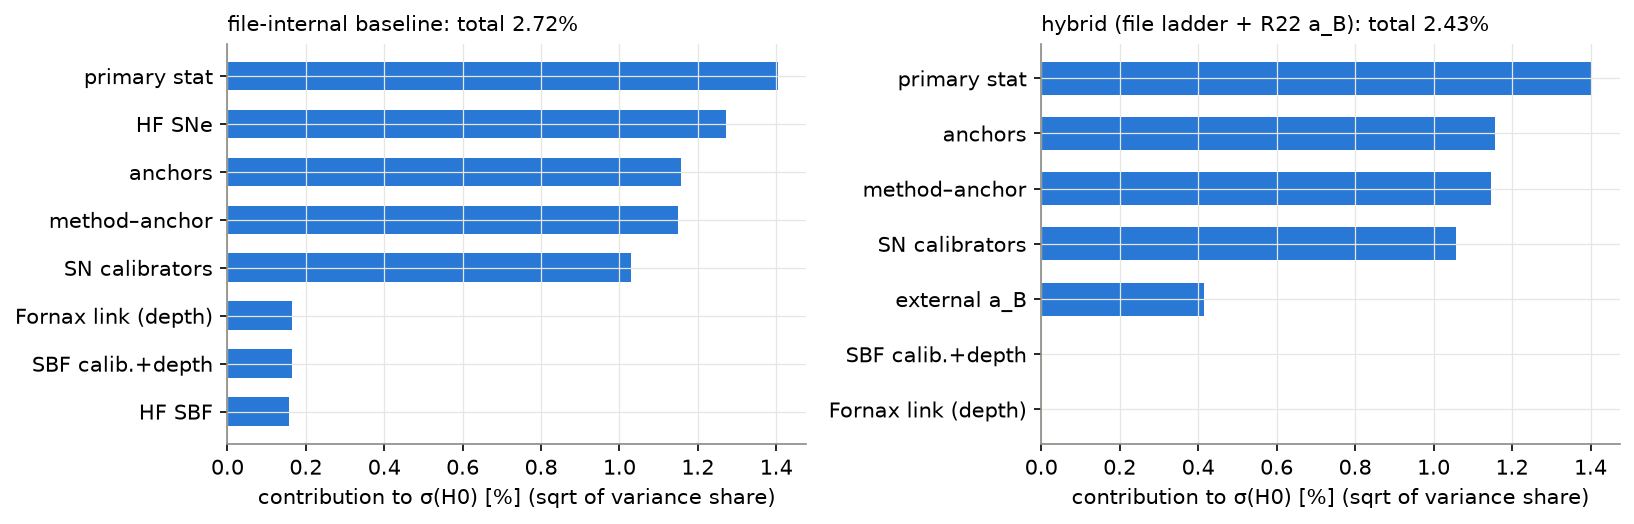 file-internal baseline: total 2.72%
primary stat
HF SNe
anchors
method–anchor
SN calibrators
Fornax link (depth)
SBF calib.+depth
HF SBF
0.0 0.2 0.4 0.6 0.8 1.0 1.2 1.4
contribution to σ(H0) [%] (sqrt of variance share)
hybrid (file ladder + R22 a_B): total 2.43%
primary stat
anchors
method–anchor
SN calibrators
external a_B
SBF calib.+depth
Fornax link (depth)
0.0 0.2 0.4 0.6 0.8 1.0 1.2 1.4
contribution to σ(H0) [%] (sqrt of variance share)